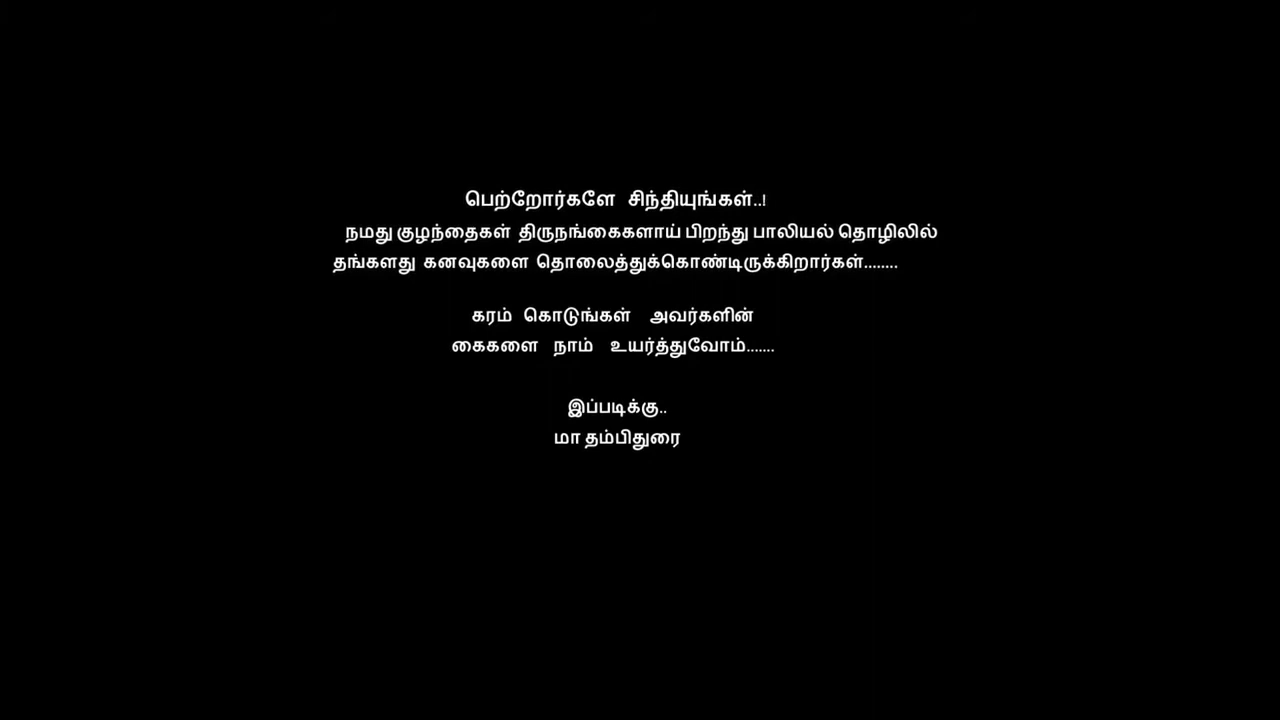 பெற்றோர்களே சிந்தியுங்கள்..!
நமது குழந்தைகள் திருநங்கைகளாய் பிறந்து பாலியல் தொழிலில்
தங்களது கனவுகளை தொலைத்துக்கொண்டிருக்கிறார்கள்........
கரம் கொடுங்கள் அவர்களின்
கைகளை நாம் உயர்த்துவோம்.......
இப்படிக்கு..
மா தம்பிதுரை